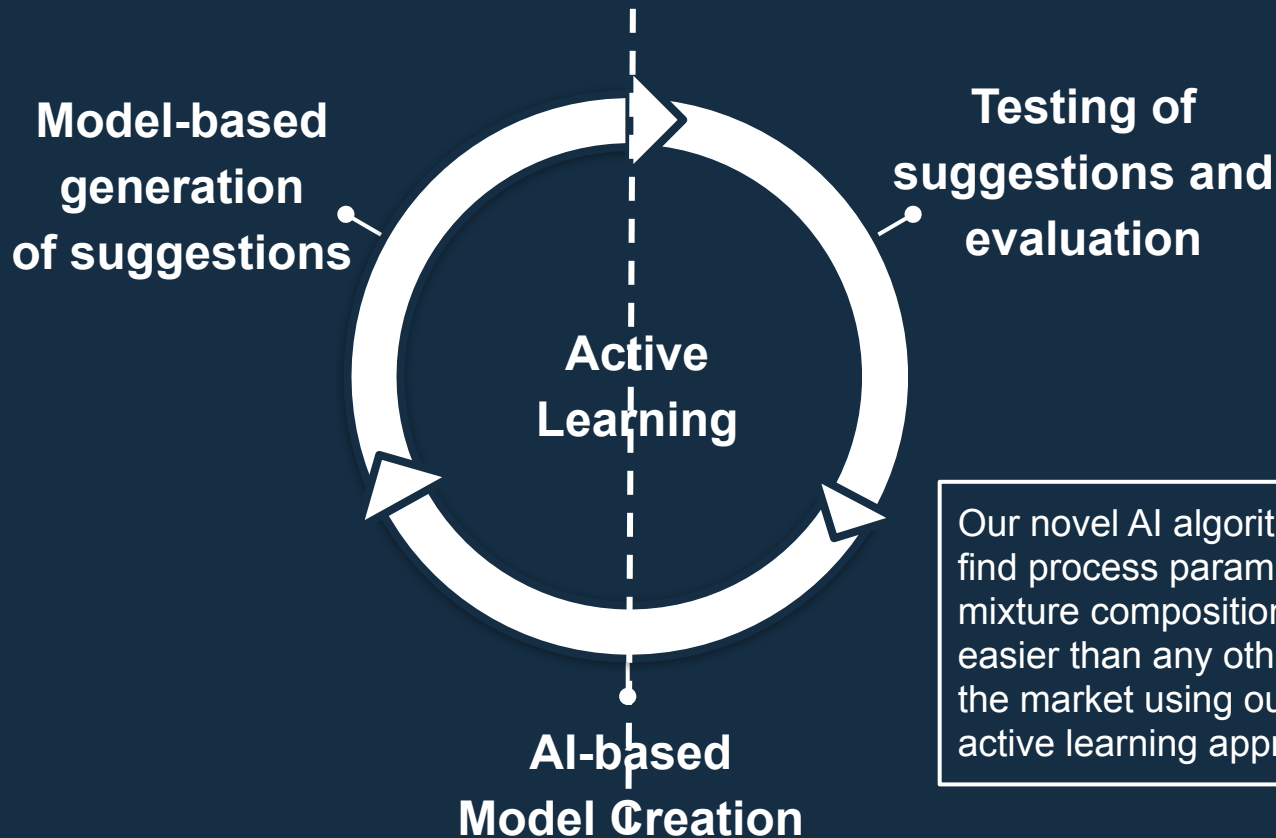 Model-based
generation
of suggestions
Testing of
suggestions and
evaluation
Active
Learning
Our novel AI algorit
find process param
mixture composition
easier than any oth
the market using ou
active learning appr
AI-based
Model Creation